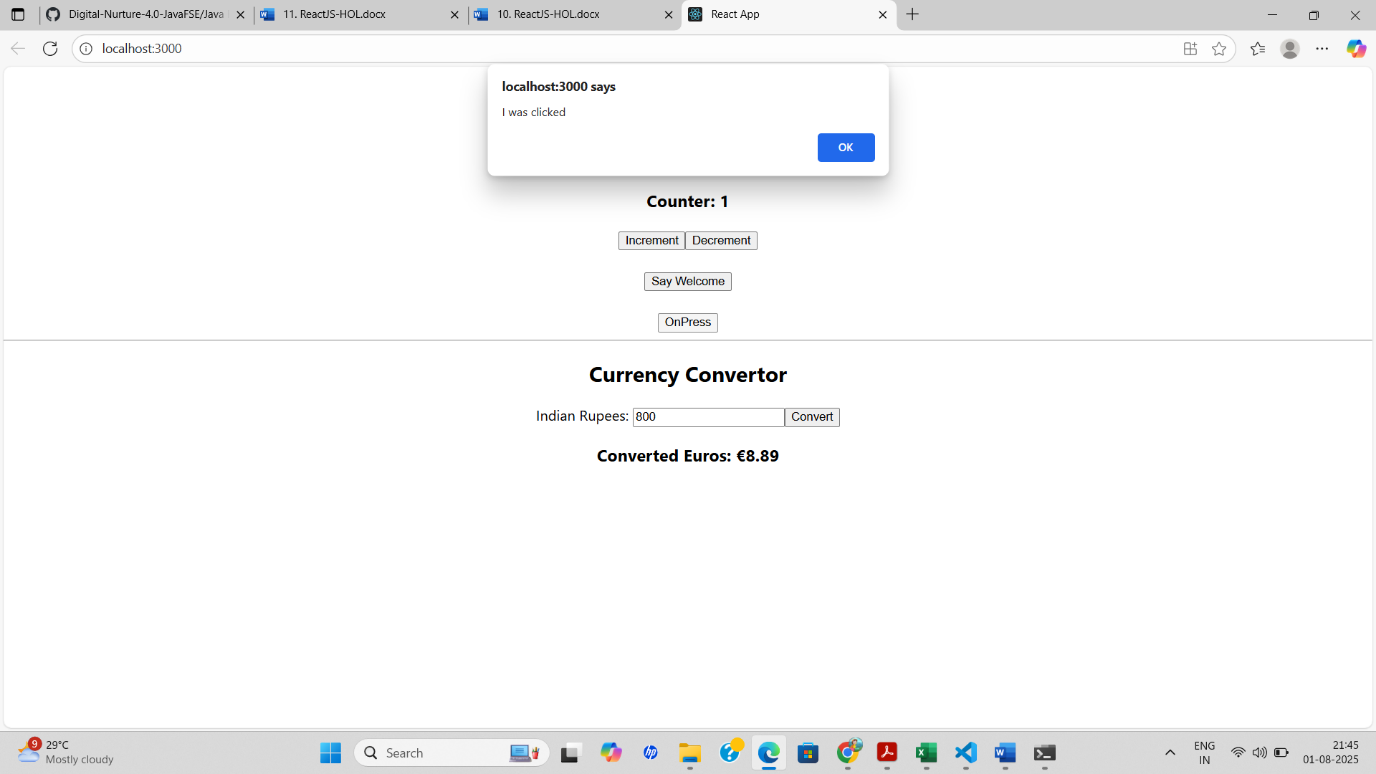 Digital-Nurture-4.0-JavaFSE/Java
11. ReactJS-HOL.docx
10. ReactJS-HOL.docx
React App
localhost:3000
localhost:3000 says
I was clicked
OK
Counter: 1
Increment Decrement
Say Welcome
OnPress
Currency Convertor
Indian Rupees: 800 Convert
Converted Euros: €8.89
9
29°C
Mostly cloudy
Search
hp
ENG
IN
21:45
01-08-2025